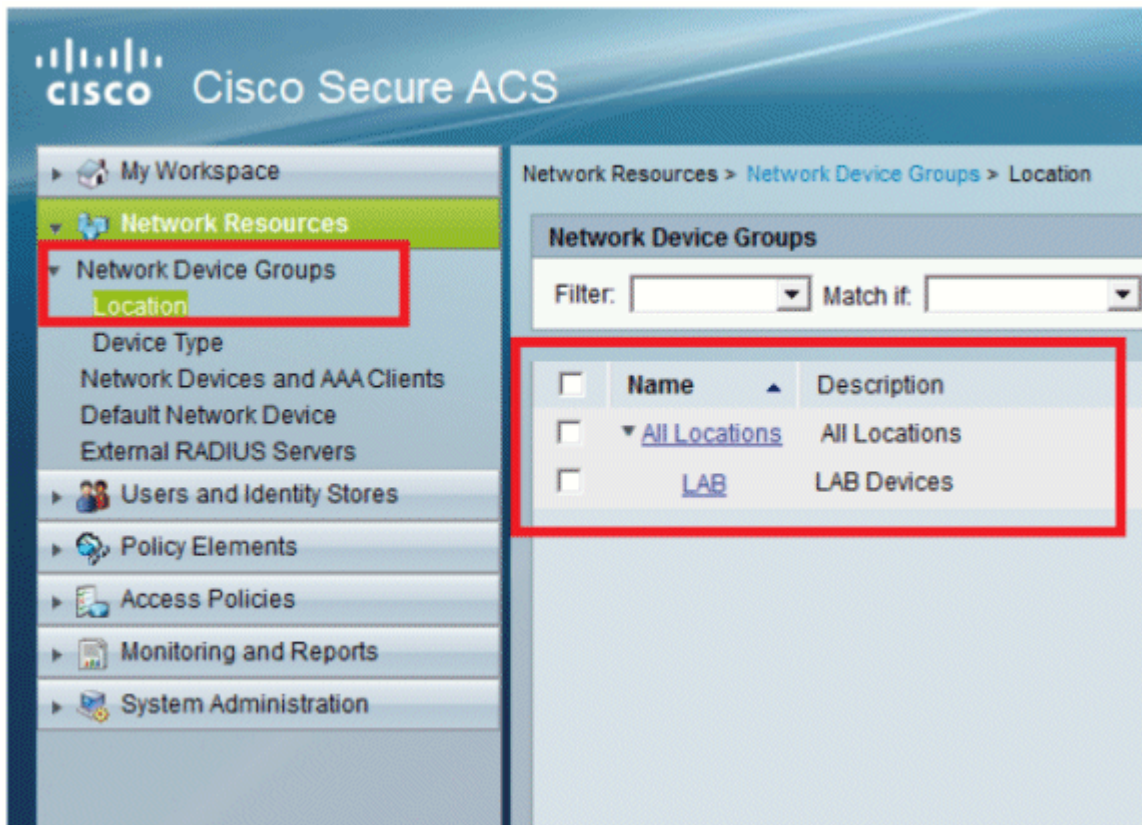 CISCO Cisco Secure ACS
My Workspace
Network Resources
Network Device Groups
Location
Device Type
Network Devices and AAA Clients
Default Network Device
External RADIUS Servers
Users and Identity Stores
Policy Elements
Access Policies
Monitoring and Reports
System Administration
Network Resources > Network Device Groups > Location
Network Device Groups
Filter: Match if:
Name Description
All Locations All Locations
LAB LAB Devices